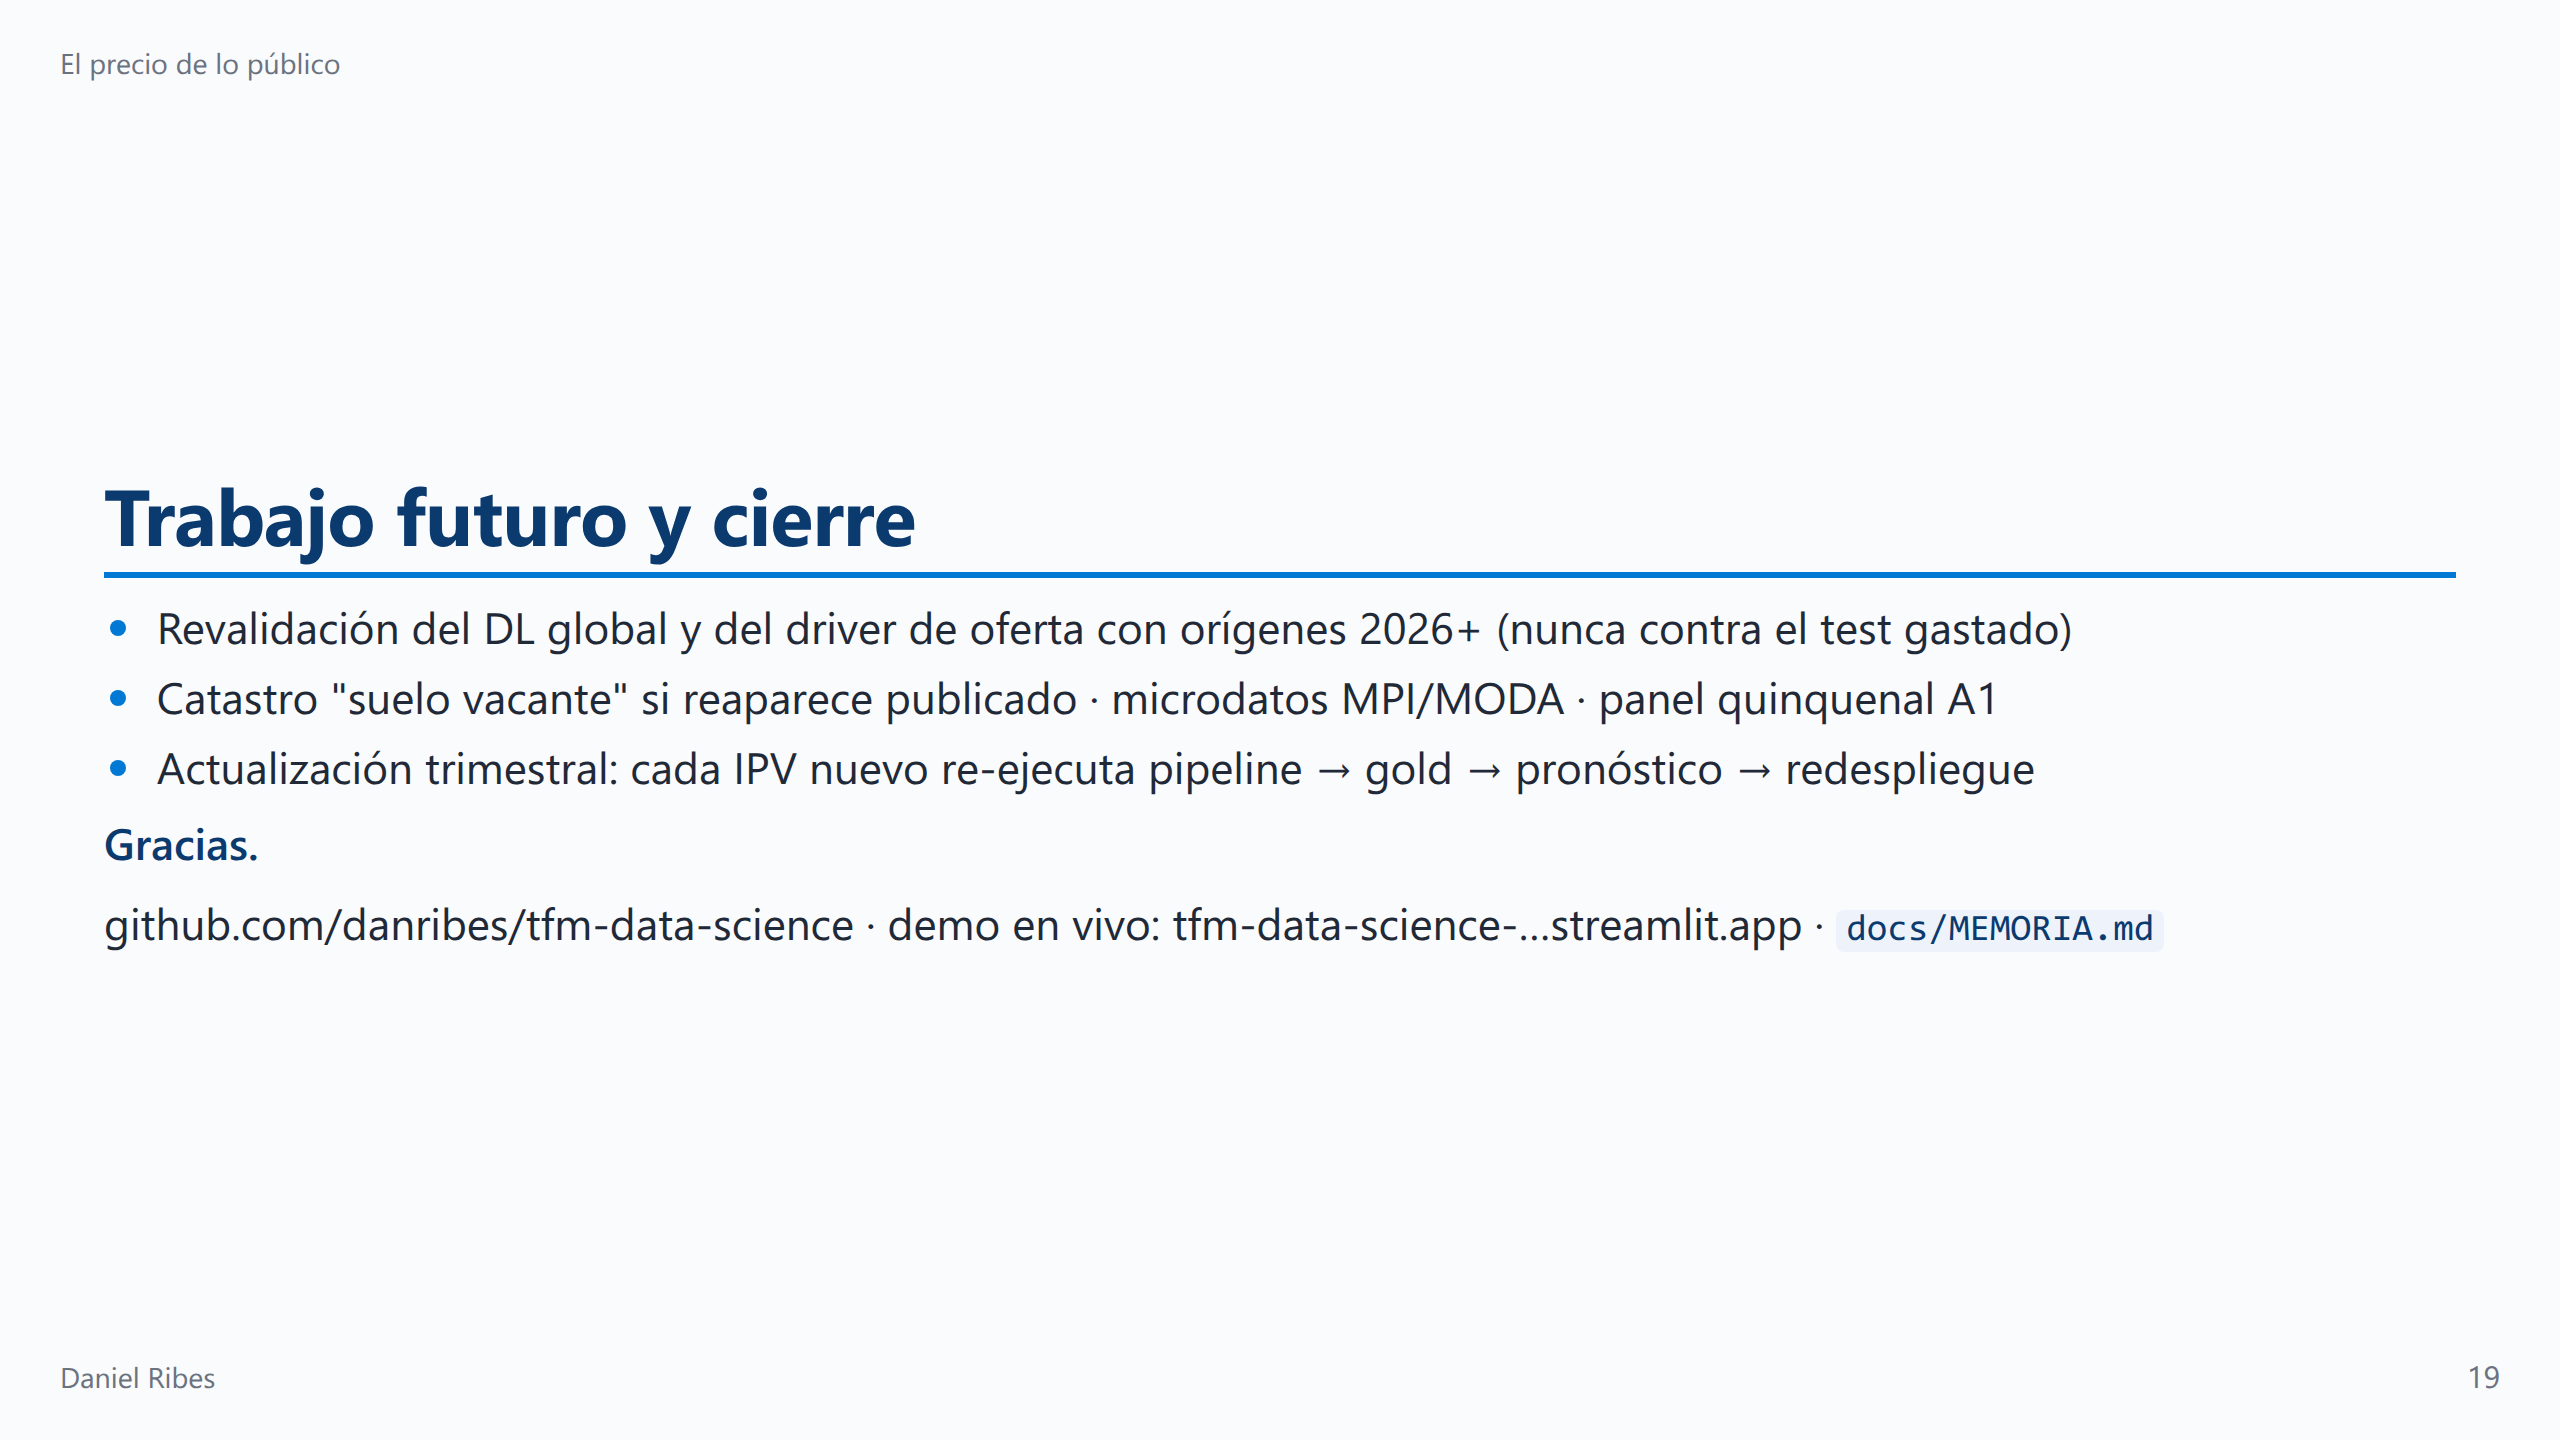 El precio de lo público
Trabajo futuro y cierre
• Revalidación del DL global y del driver de oferta con orígenes 2026+ (nunca contra el test gastado)
• Catastro "suelo vacante" si reaparece publicado · microdatos MPI/MODA · panel quinquenal A1
• Actualización trimestral: cada IPV nuevo re-ejecuta pipeline → gold → pronóstico → redespliegue
Gracias.
github.com/danribes/tfm-data-science · demo en vivo: tfm-data-science-...streamlit.app · docs/MEMORIA.md
Daniel Ribes
19